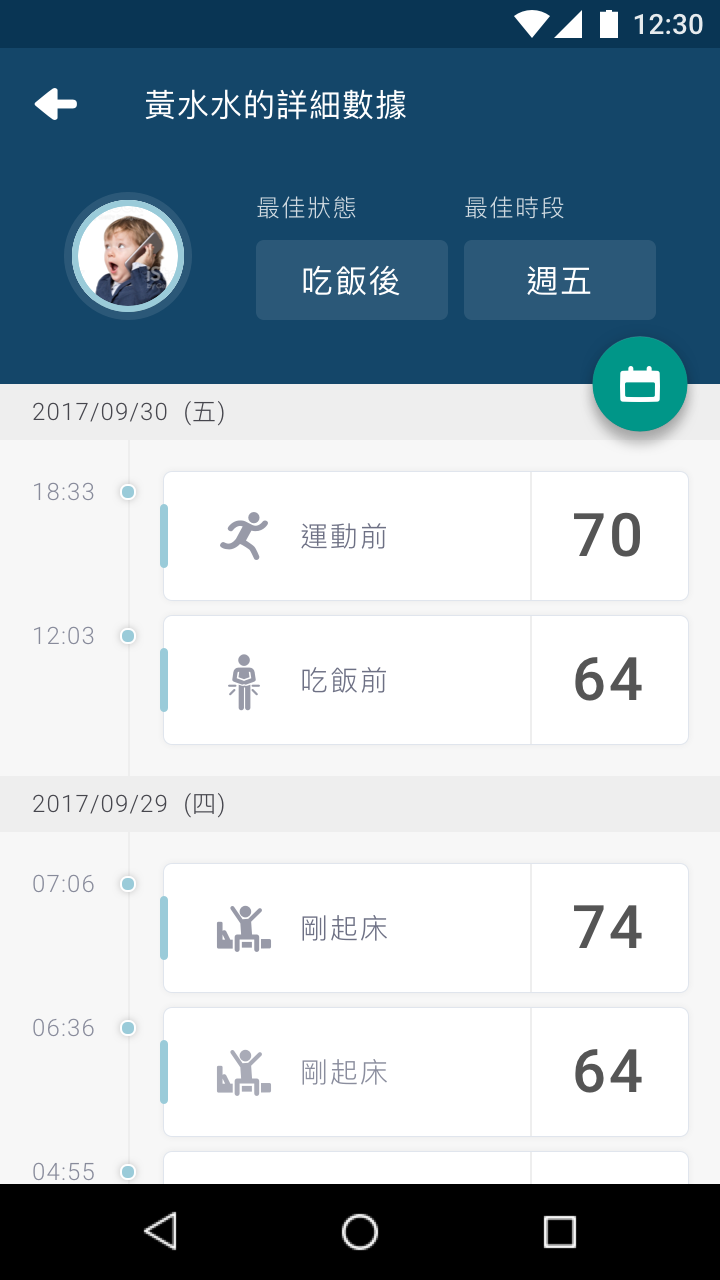 12:30
黃水水的詳細數據
最佳狀態
最佳時段
吃飯後
週五
2017/09/30 (五)
18:33
運動前
70
12:03
吃飯前
64
2017/09/29 (四)
07:06
剛起床
74
06:36
剛起床
64
04:55